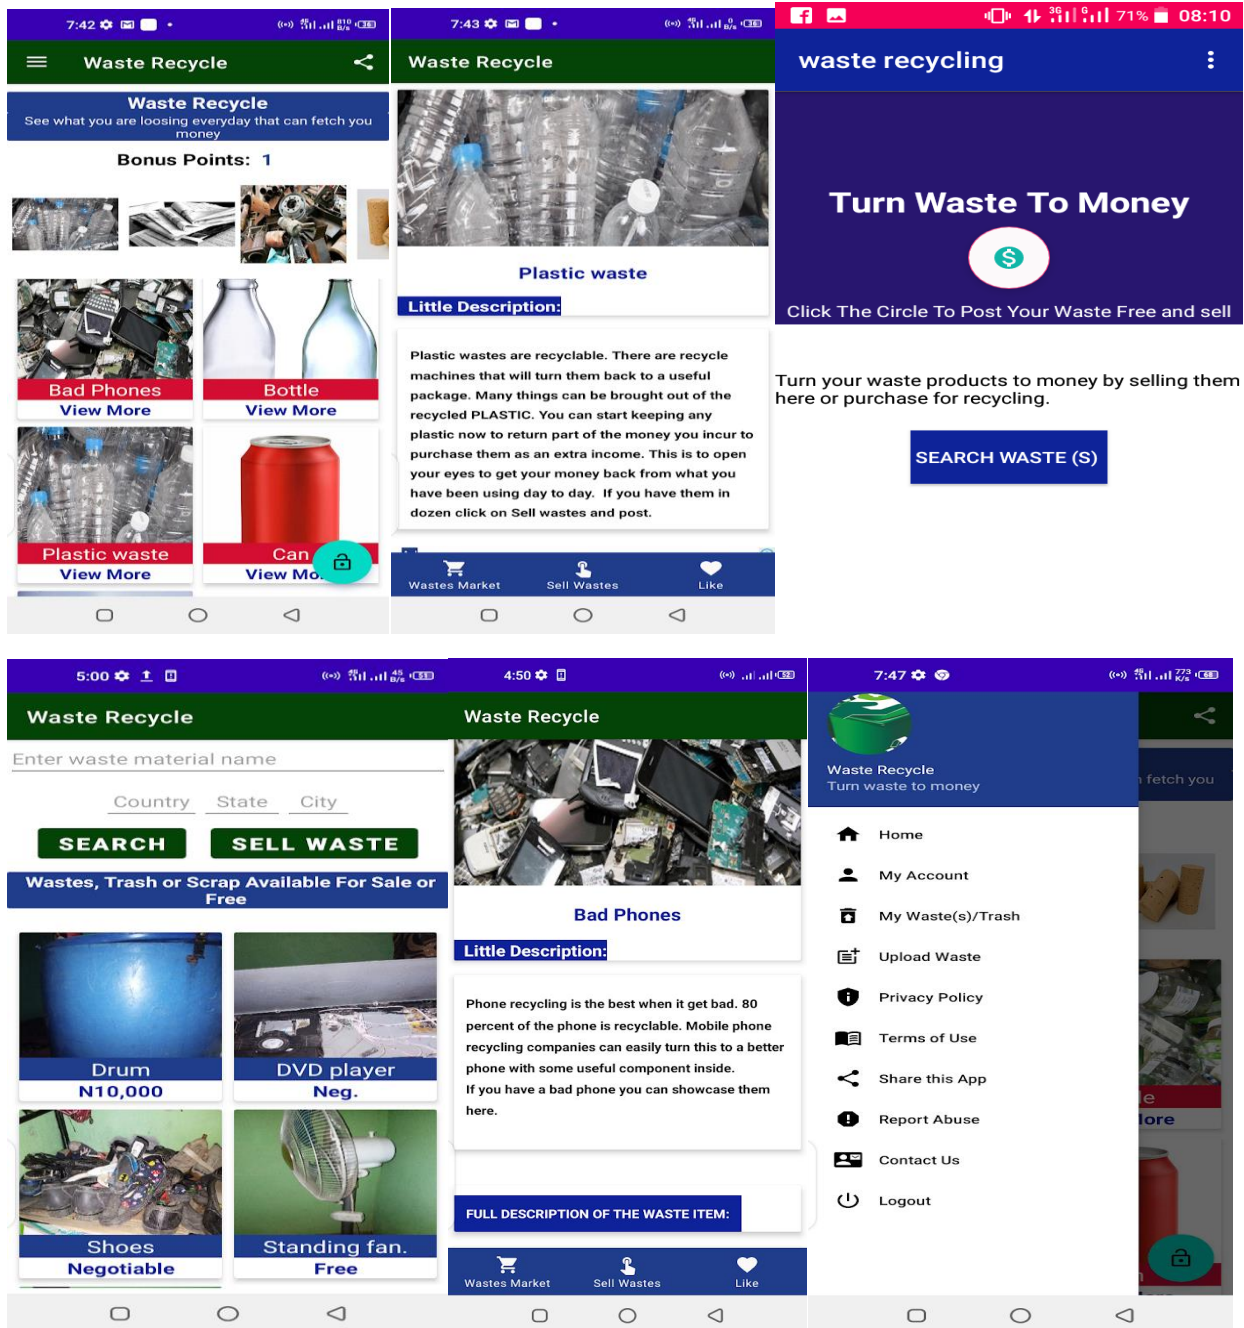 7:42
Waste Recycle
Waste Recycle
See what you are loosing everyday that can fetch you
money
Bonus Points: 1
Bad Phones
View More
Bottle
View More
Plastic waste
View More
Can
View Mo
7:43
Waste Recycle
Plastic waste
Little Description:
Plastic wastes are recyclable. There are recycle
machines that will turn them back to a useful
package. Many things can be brought out of the
recycled PLASTIC. You can start keeping any
plastic now to return part of the money you incur to
purchase them as an extra income. This is to open
your eyes to get your money back from what you
have been using day to day. If you have them in
dozen click on Sell wastes and post.
Wastes Market
Sell Wastes
Like
3G G 71% 08:10
waste recycling
Turn Waste To Money
$
Click The Circle To Post Your Waste Free and sell
Turn your waste products to money by selling them
here or purchase for recycling.
SEARCH WASTE (S)
5:00
Waste Recycle
Enter waste material name
Country State City
SEARCH SELL WASTE
Wastes, Trash or Scrap Available For Sale or
Free
Drum
N10,000
DVD player
Neg.
Shoes
Negotiable
Standing fan.
Free
4:50
Waste Recycle
Bad Phones
Little Description:
Phone recycling is the best when it get bad. 80
percent of the phone is recyclable. Mobile phone
recycling companies can easily turn this to a better
phone with some useful component inside.
If you have a bad phone you can showcase them
here.
FULL DESCRIPTION OF THE WASTE ITEM:
Wastes Market
Sell Wastes
Like
7:47
Waste Recycle
Turn waste to money
Home
My Account
My Waste(s)/Trash
Upload Waste
Privacy Policy
Terms of Use
Share this App
Report Abuse
Contact Us
Logout
fetch you
le
lore